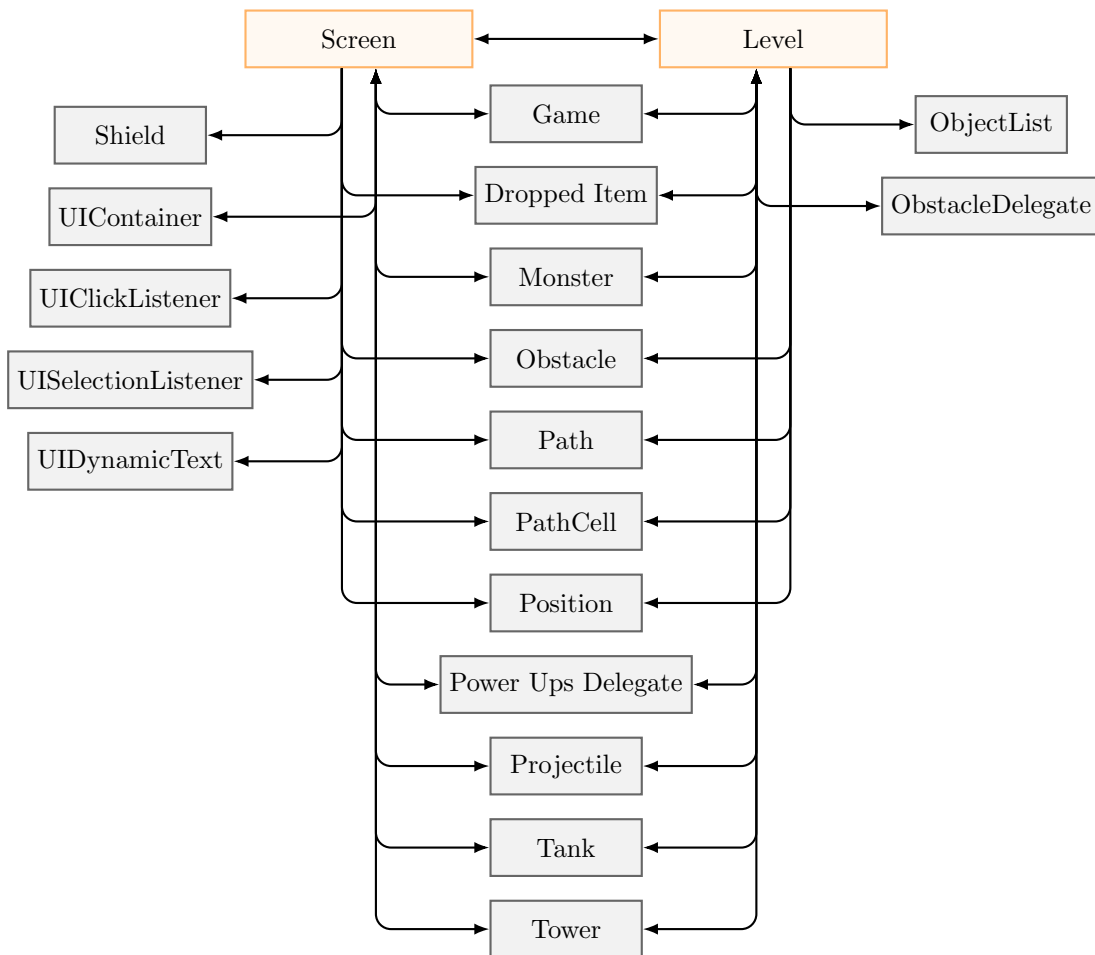 Screen
Level
Game
ObjectList
Shield
Dropped Item
ObstacleDelegate
UIContainer
Monster
UIClickListener
Obstacle
UISelectionListener
Path
UIDynamicText
PathCell
Position
Power Ups Delegate
Projectile
Tank
Tower